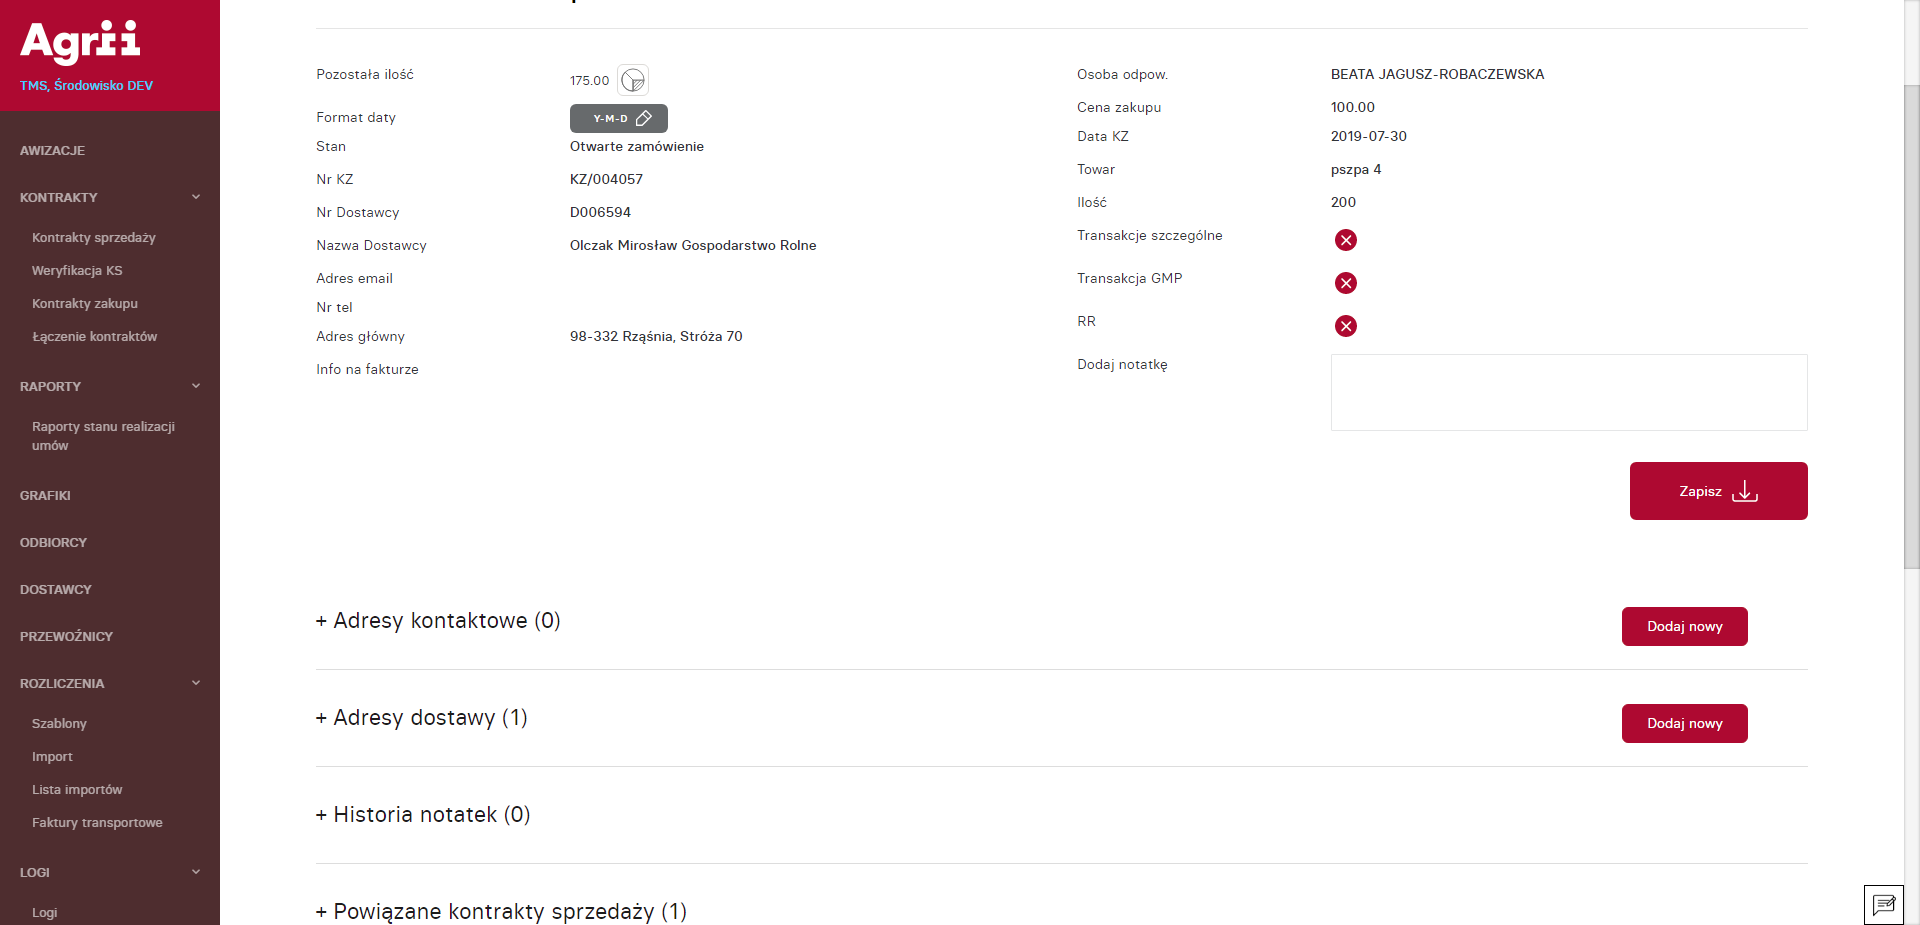 Agrii
TMS, Środowisko DEV
AWIZACJE
KONTRAKTY
Kontrakty sprzedaży
Weryfikacja KS
Kontrakty zakupu
Łączenie kontraktów
RAPORTY
Raporty stanu realizacji
umów
GRAFIKI
ODBIORCY
DOSTAWCY
PRZEWOŹNICY
ROZLICZENIA
Szablony
Import
Lista importów
Faktury transportowe
LOGI
Logi
Pozostała ilość 175.00
Format daty Y-M-D
Stan Otwarte zamówienie
Nr KZ KZ/004057
Nr Dostawcy D006594
Nazwa Dostawcy Olczak Mirosław Gospodarstwo Rolne
Adres email
Nr tel
Adres główny 98-332 Rząśnia, Stróża 70
Info na fakturze
Osoba odpow. BEATA JAGUSZ-ROBACZEWSKA
Cena zakupu 100.00
Data KZ 2019-07-30
Towar pszpa 4
Ilość 200
Transakcje szczególne
Transakcja GMP
RR
Dodaj notatkę
Zapisz
+ Adresy kontaktowe (0) Dodaj nowy
+ Adresy dostawy (1) Dodaj nowy
+ Historia notatek (0)
+ Powiązane kontrakty sprzedaży (1)